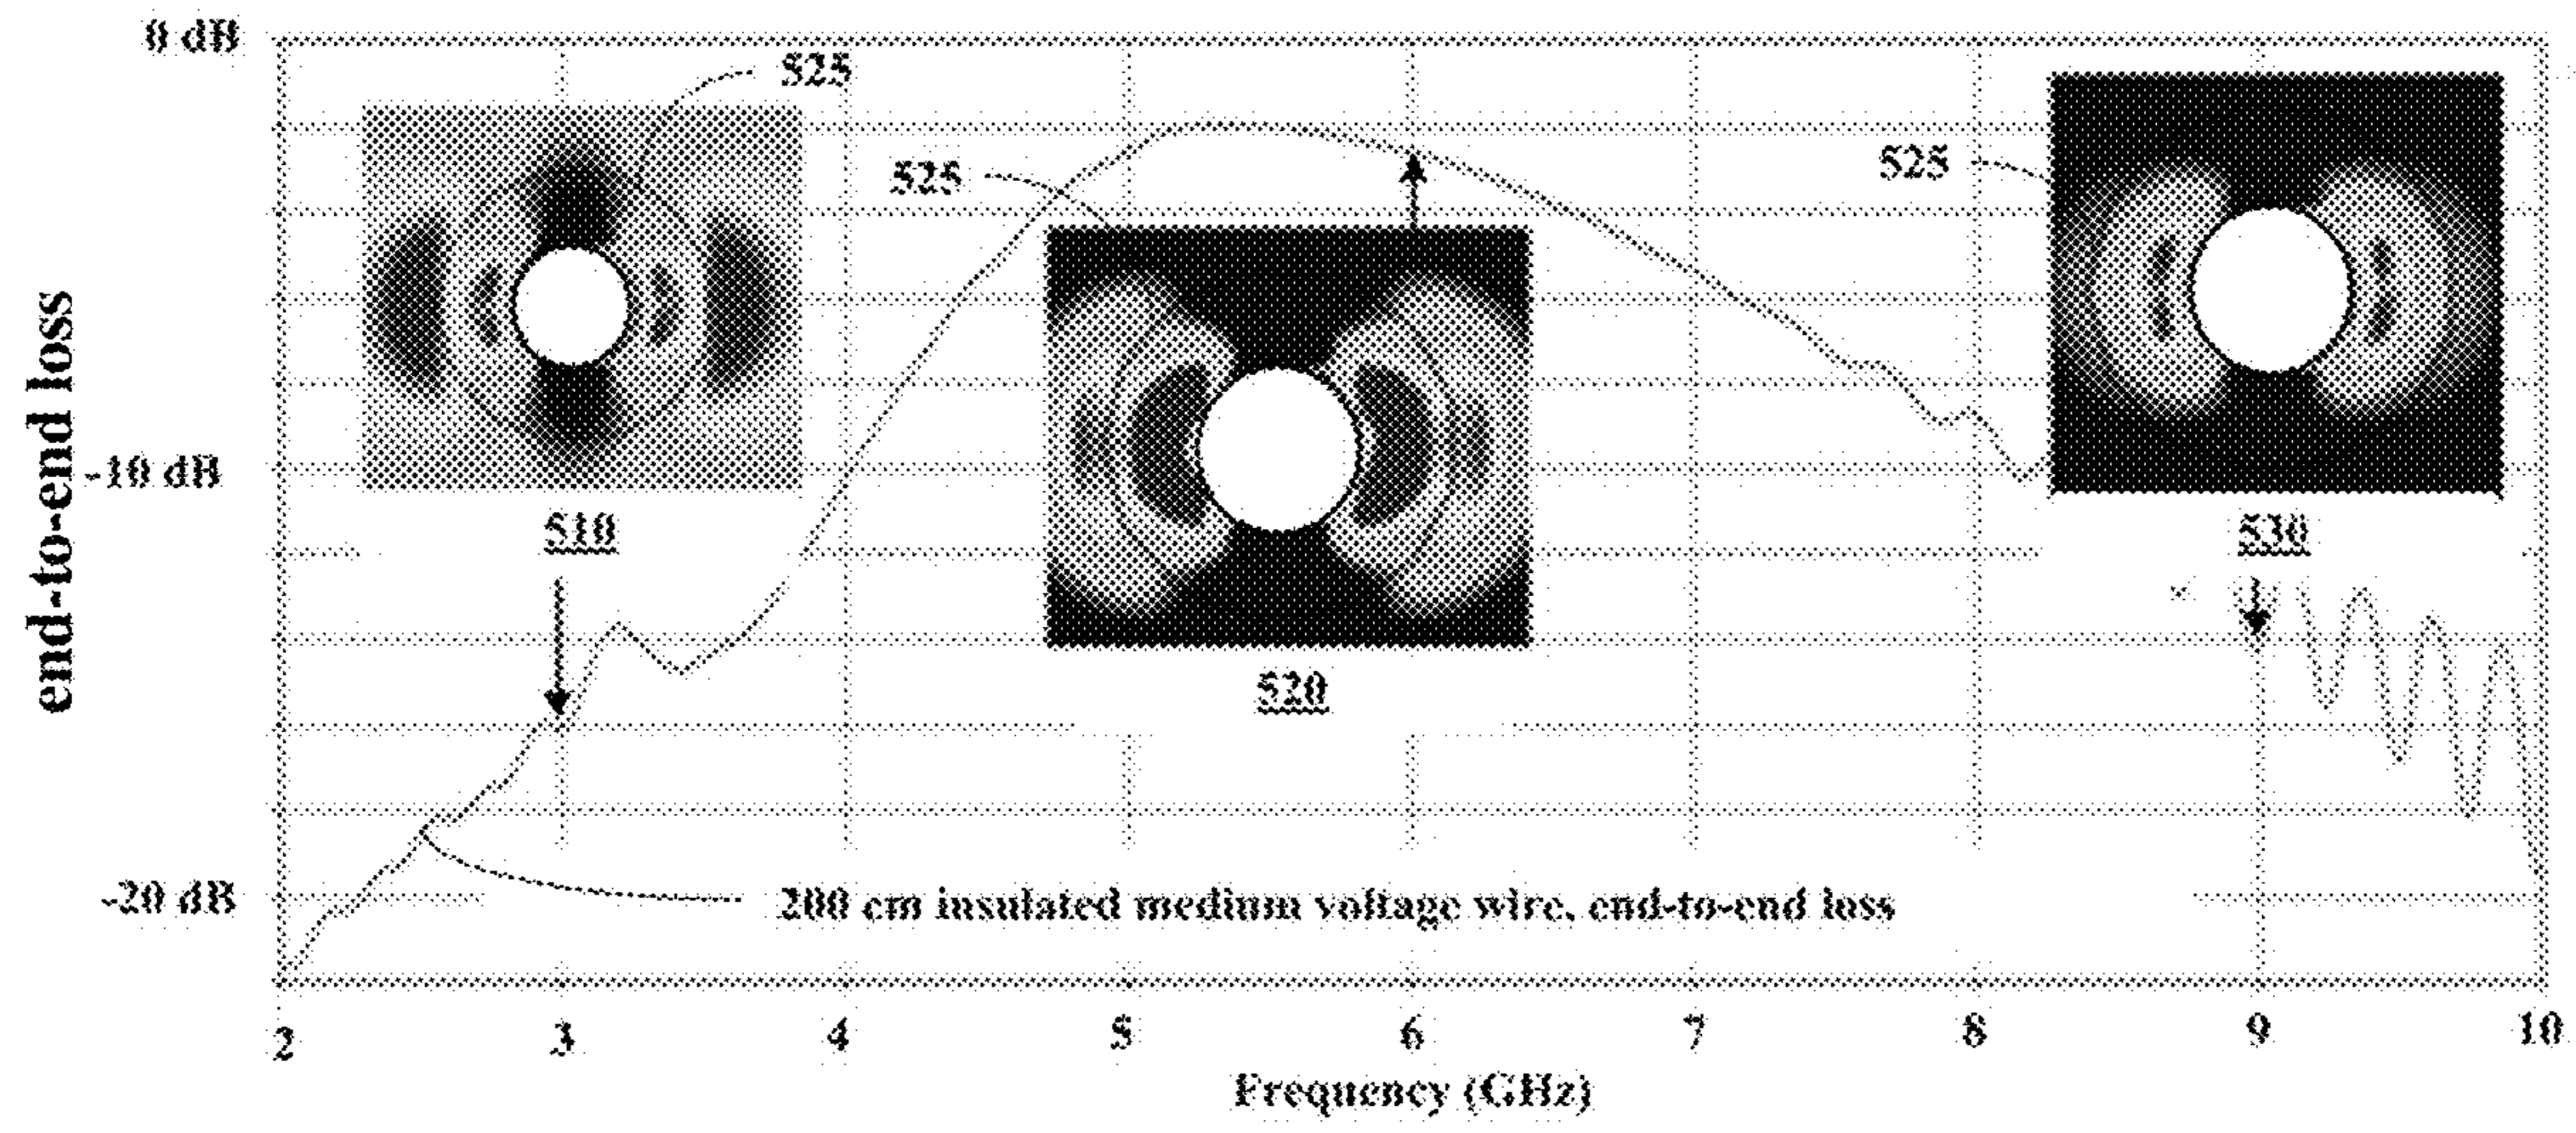 0 dB
525
525
525
end-to-end loss
-10 dB
510
530
520
-20 dB
200 cm insulated medium voltage wire, end-to-end loss
2 3 4 5 6 7 8 9 10
Frequency (GHz)